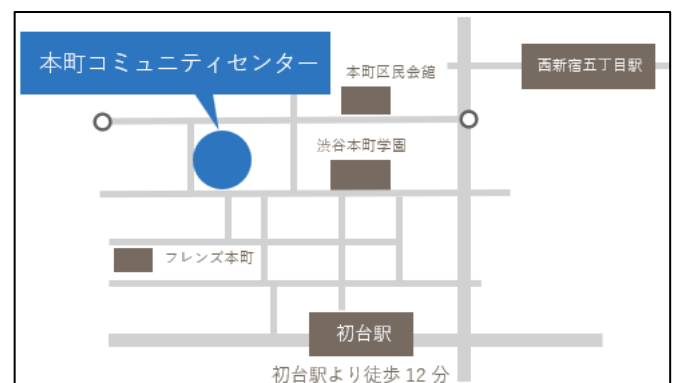 本町コミュニティセンター
本町区民会館
西新宿五丁目駅
渋谷本町学園
フレンズ本町
初台駅
初台駅より徒歩 12 分